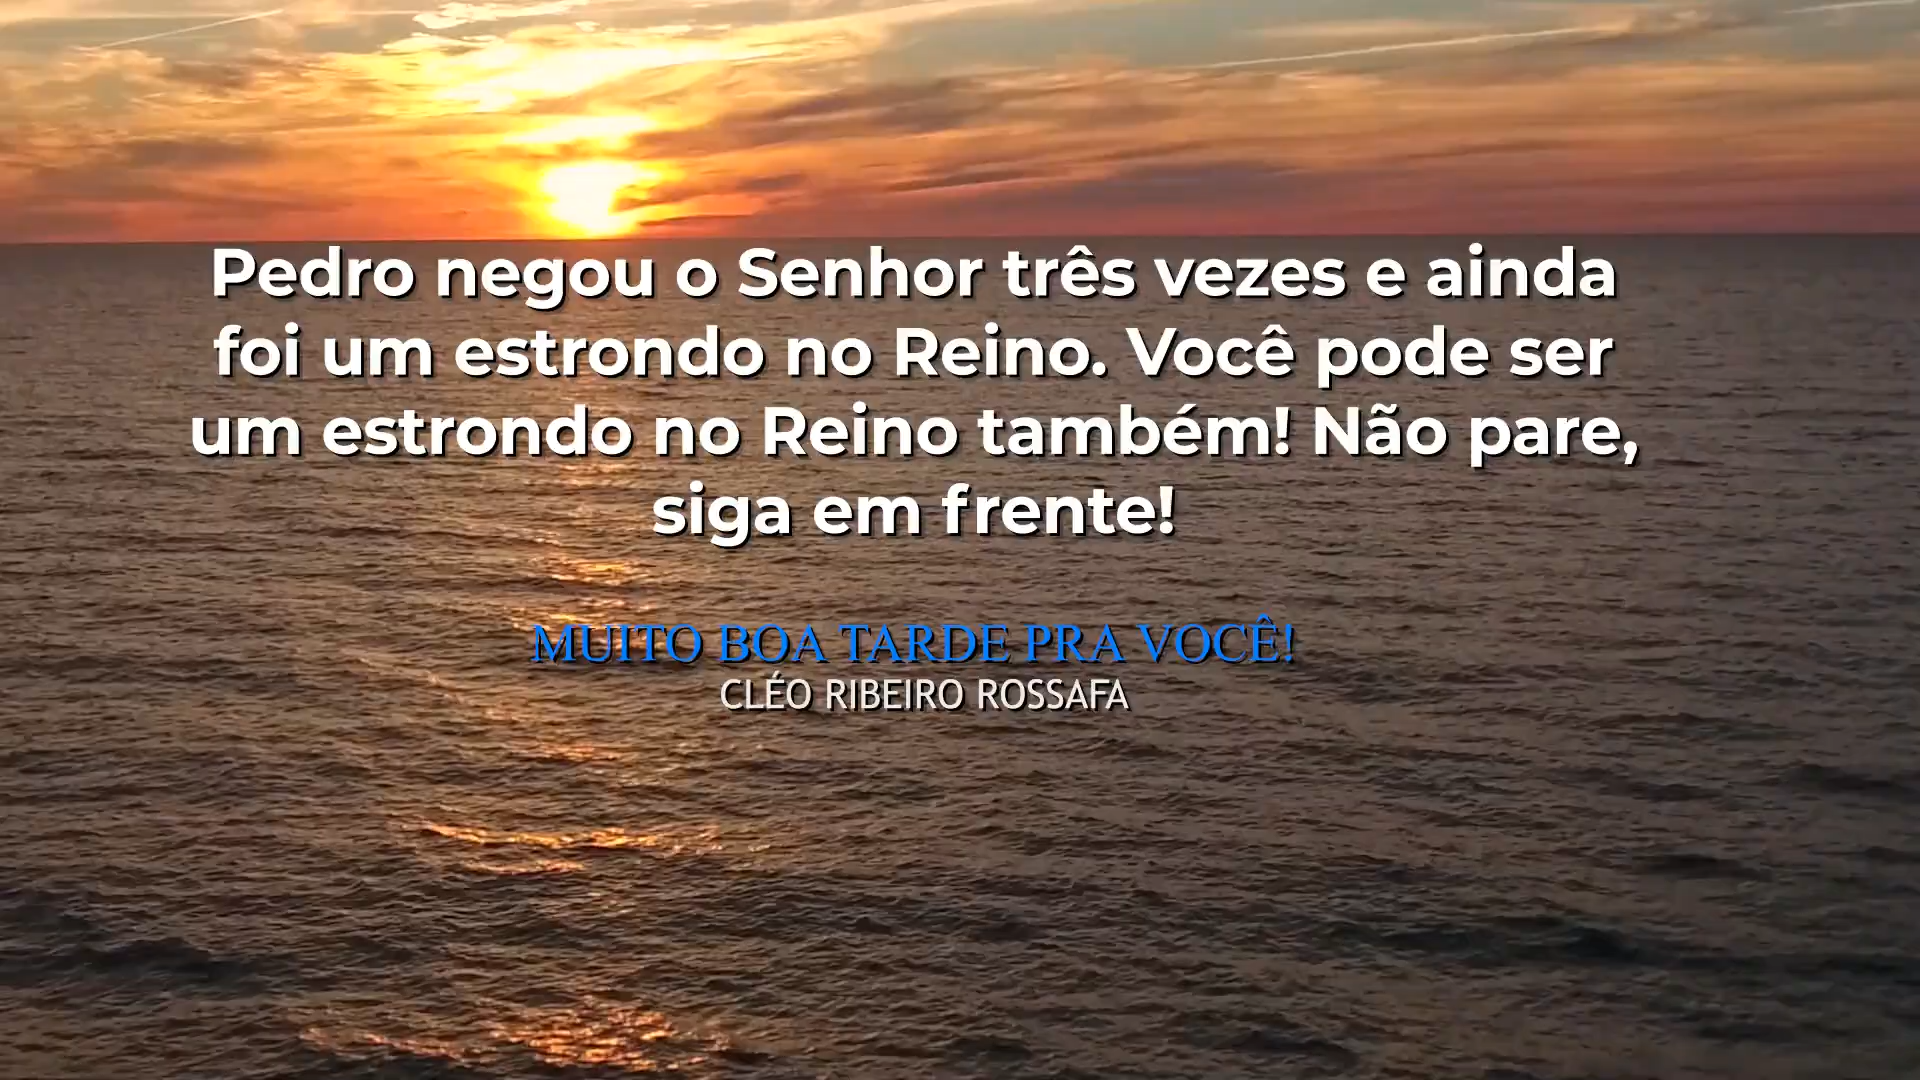 Pedro negou o Senhor três vezes e ainda
foi um estrondo no Reino. Você pode ser
um estrondo no Reino também! Não pare,
siga em frente!
MUITO BOA TARDE PRA VOCÊ!
CLÉO RIBEIRO ROSSAFA